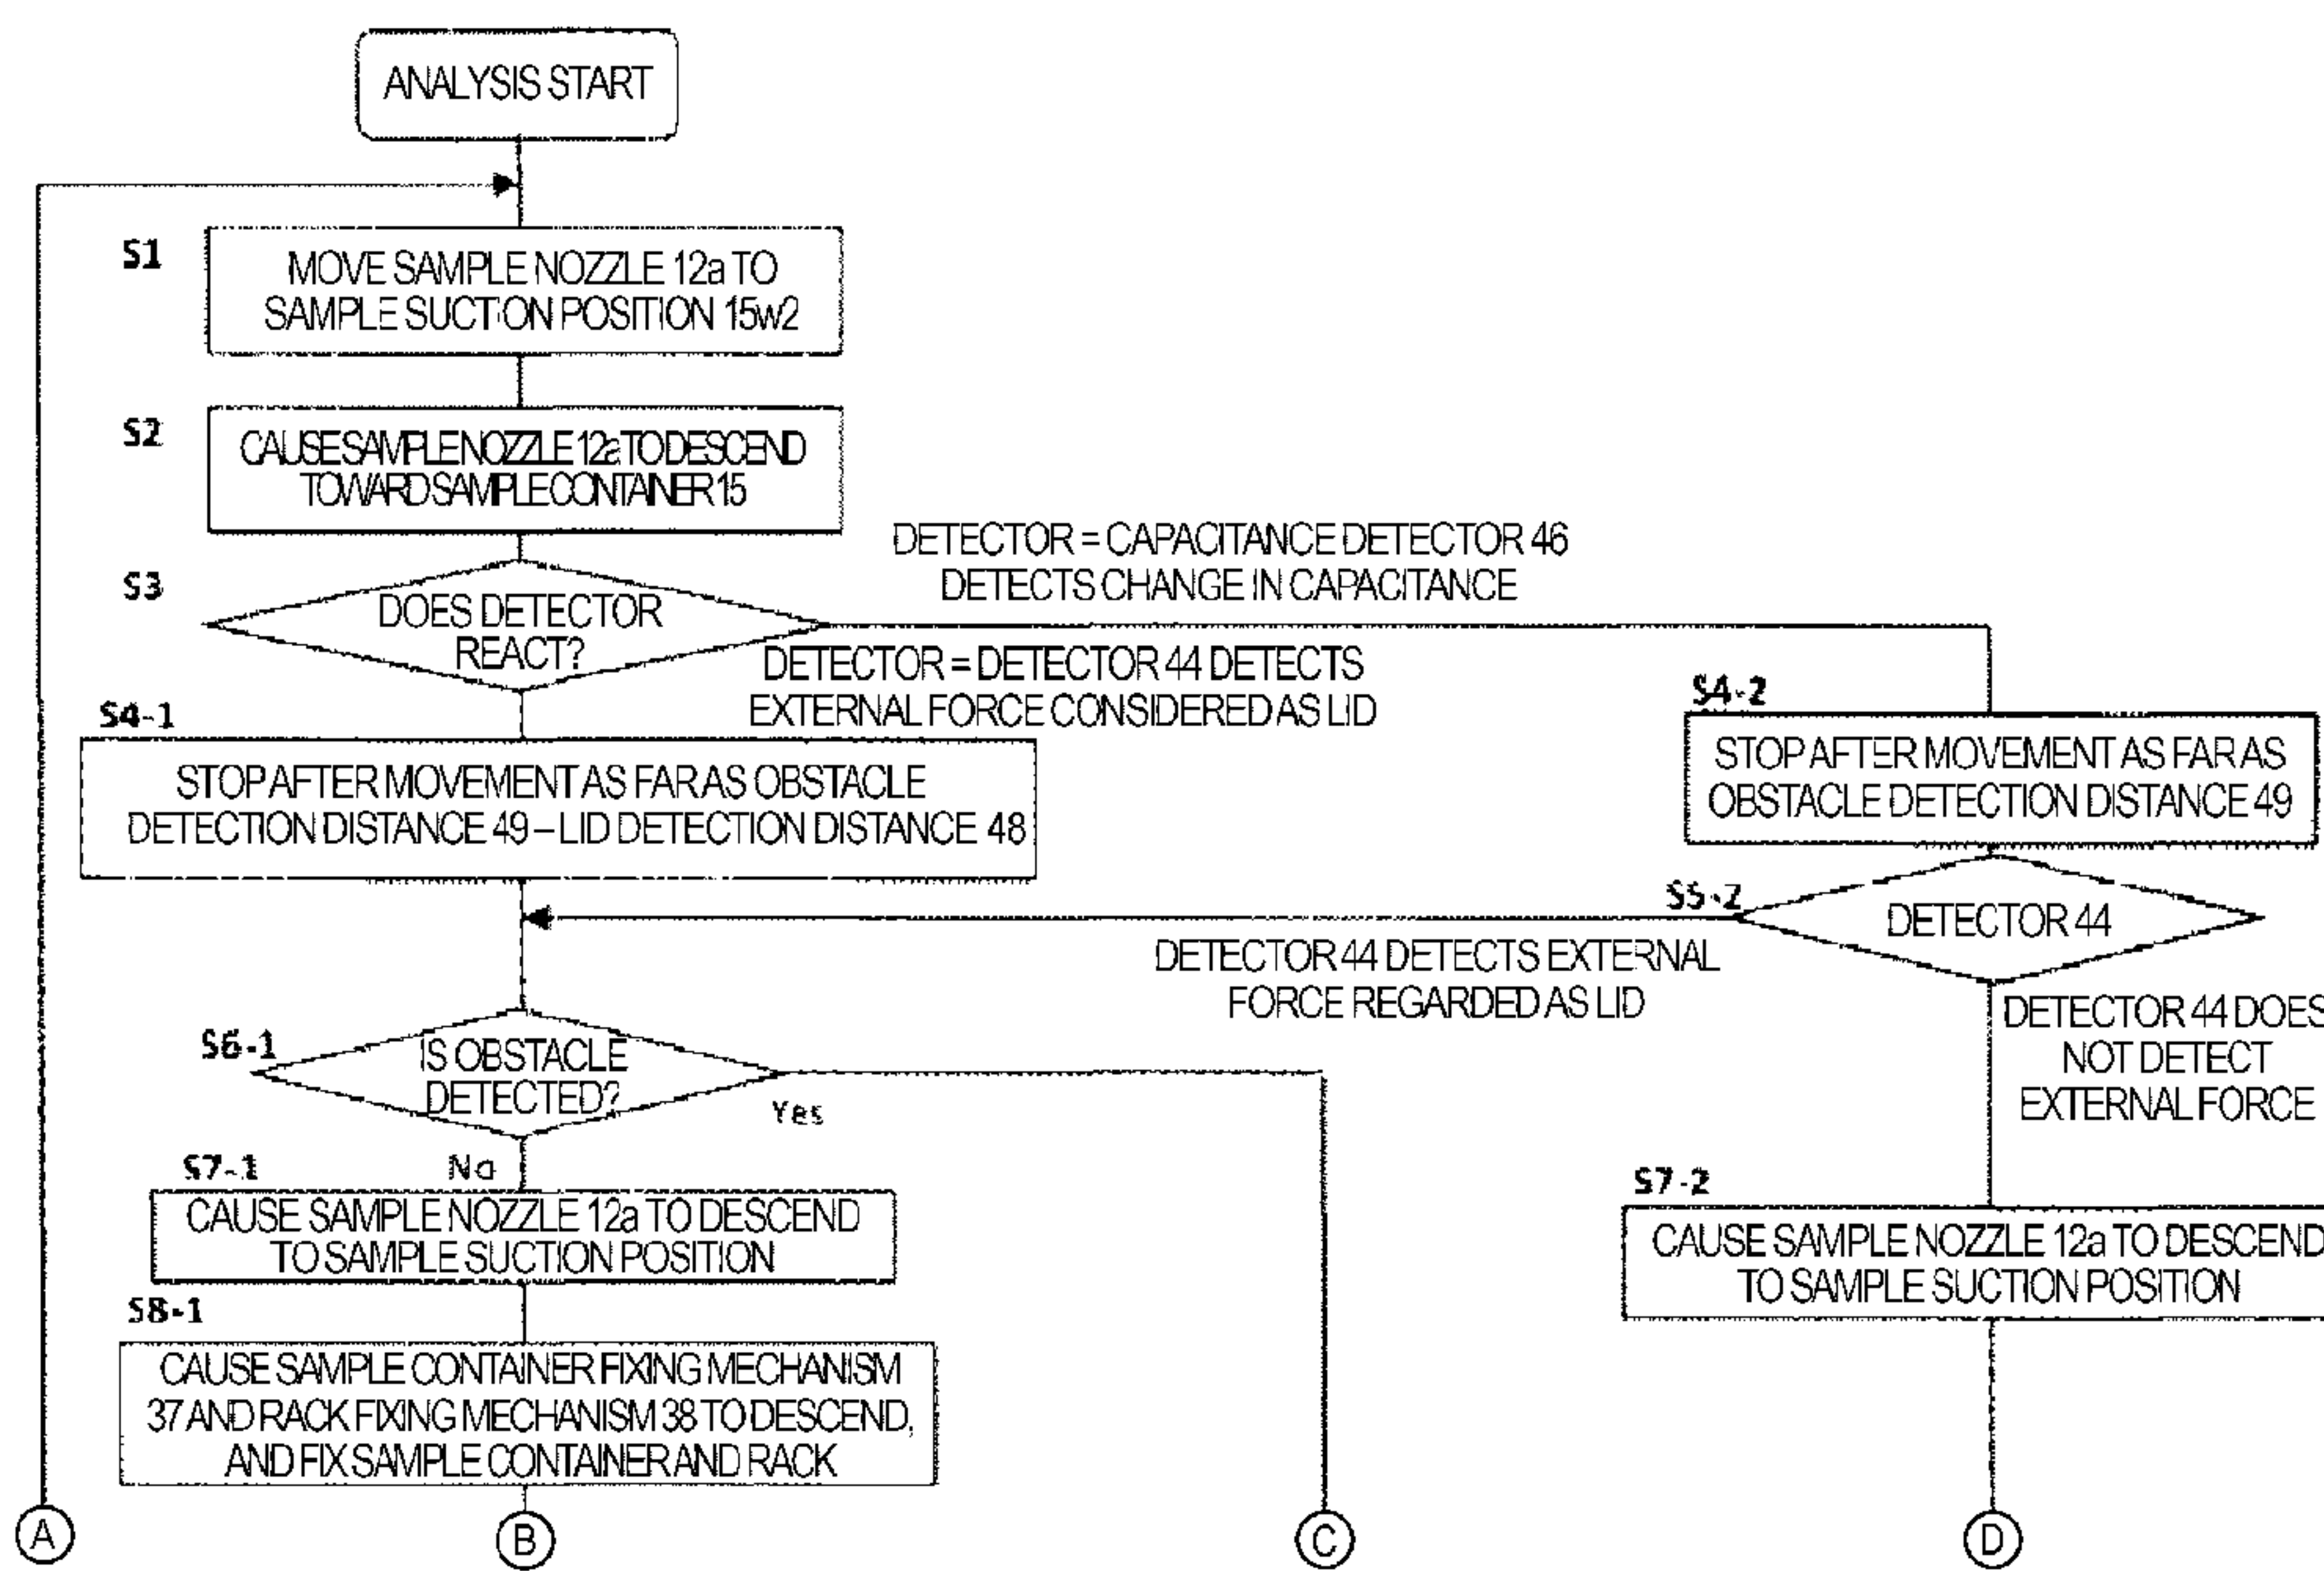 ANALYSIS START
S1
MOVE SAMPLE NOZZLE 12a TO
SAMPLE SUCTION POSITION 15w2
S2
CAUSE SAMPLE NOZZLE 12a TO DESCEND
TOWARD SAMPLE CONTAINER 15
S3
DOES DETECTOR
REACT?
DETECTOR = CAPACITANCE DETECTOR 46
DETECTS CHANGE IN CAPACITANCE
DETECTOR = DETECTOR 44 DETECTS
EXTERNAL FORCE CONSIDERED AS LID
S4-1
STOP AFTER MOVEMENT AS FAR AS OBSTACLE
DETECTION DISTANCE 49 – LID DETECTION DISTANCE 48
S4-2
STOP AFTER MOVEMENT AS FAR AS
OBSTACLE DETECTION DISTANCE 49
S5-2
DETECTOR 44
DETECTOR 44 DETECTS EXTERNAL
FORCE REGARDED AS LID
DETECTOR 44 DOES
NOT DETECT
EXTERNAL FORCE
S6-1
IS OBSTACLE
DETECTED?
Yes
No
S7-1
CAUSE SAMPLE NOZZLE 12a TO DESCEND
TO SAMPLE SUCTION POSITION
S7-2
CAUSE SAMPLE NOZZLE 12a TO DESCEND
TO SAMPLE SUCTION POSITION
S8-1
CAUSE SAMPLE CONTAINER FIXING MECHANISM
37 AND RACK FIXING MECHANISM 38 TO DESCEND,
AND FIX SAMPLE CONTAINER AND RACK
A
B
C
D